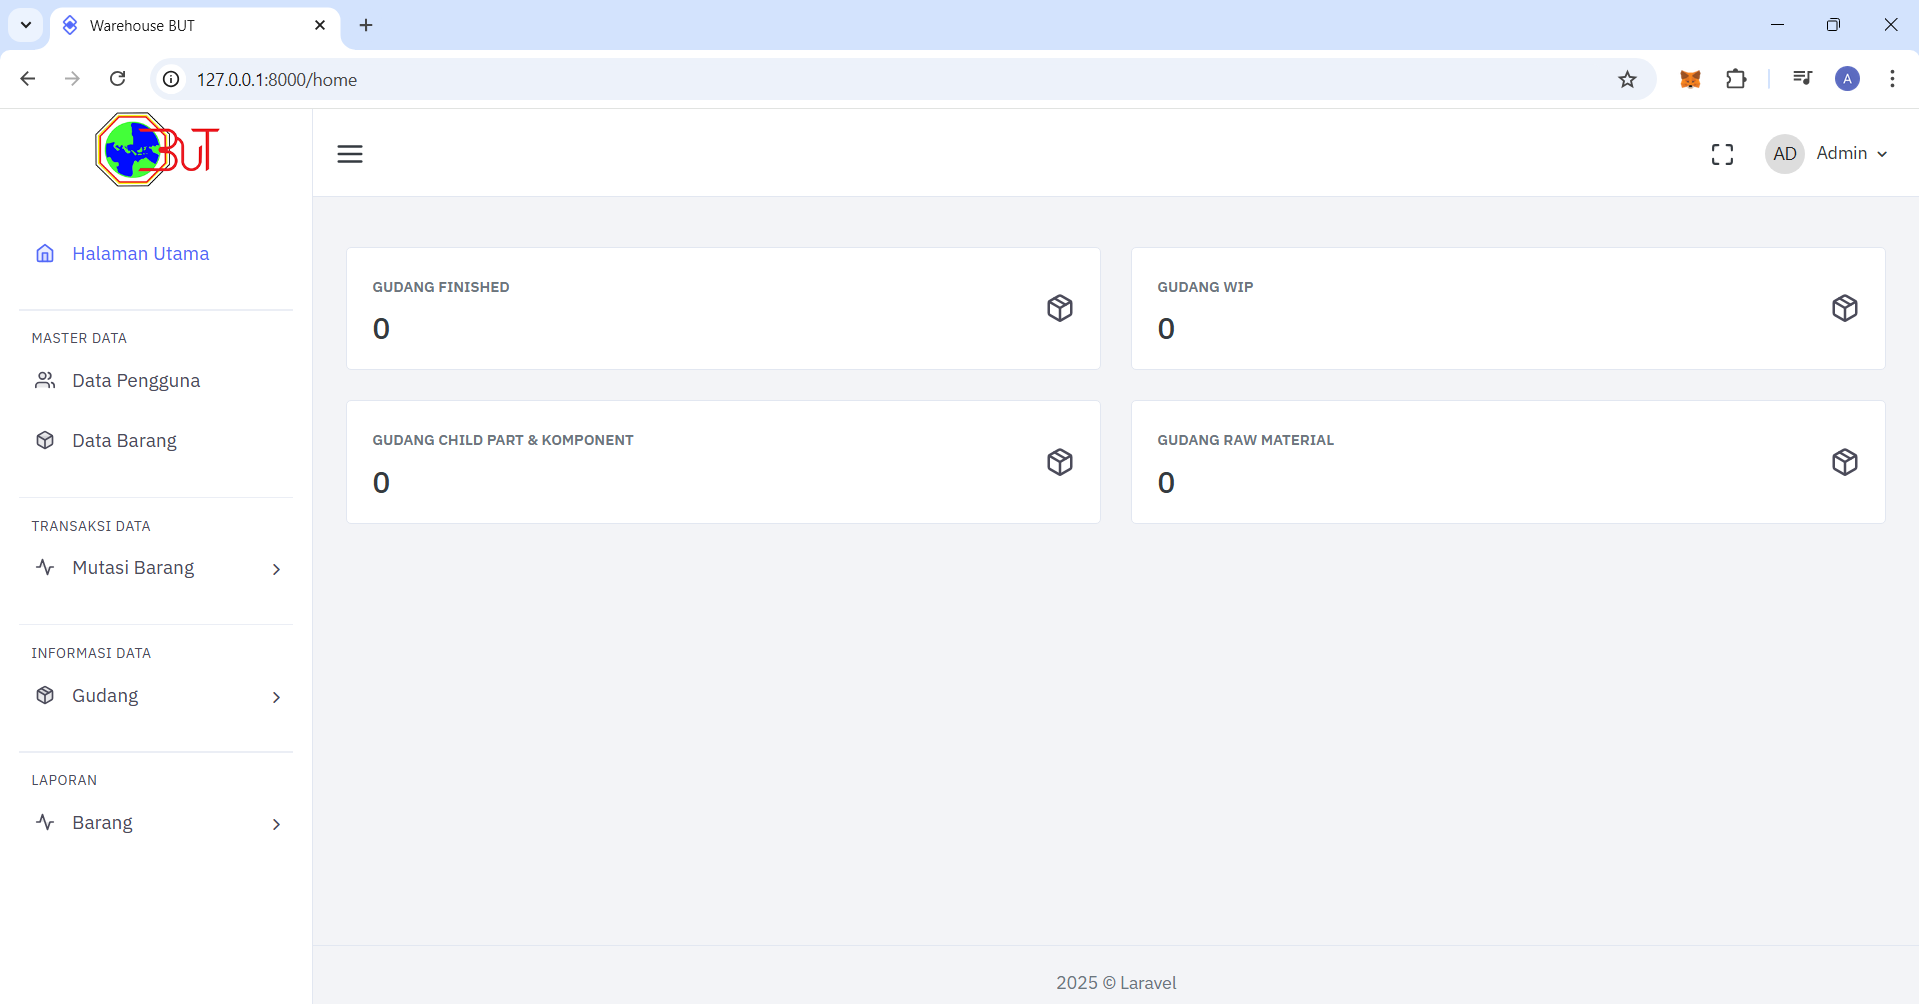 Warehouse BUT
127.0.0.1:8000/home
A
BUT
AD Admin
Halaman Utama
MASTER DATA
Data Pengguna
Data Barang
TRANSAKSI DATA
Mutasi Barang
INFORMASI DATA
Gudang
LAPORAN
Barang
GUDANG FINISHED
0
GUDANG WIP
0
GUDANG CHILD PART & KOMPONENT
0
GUDANG RAW MATERIAL
0
2025 © Laravel